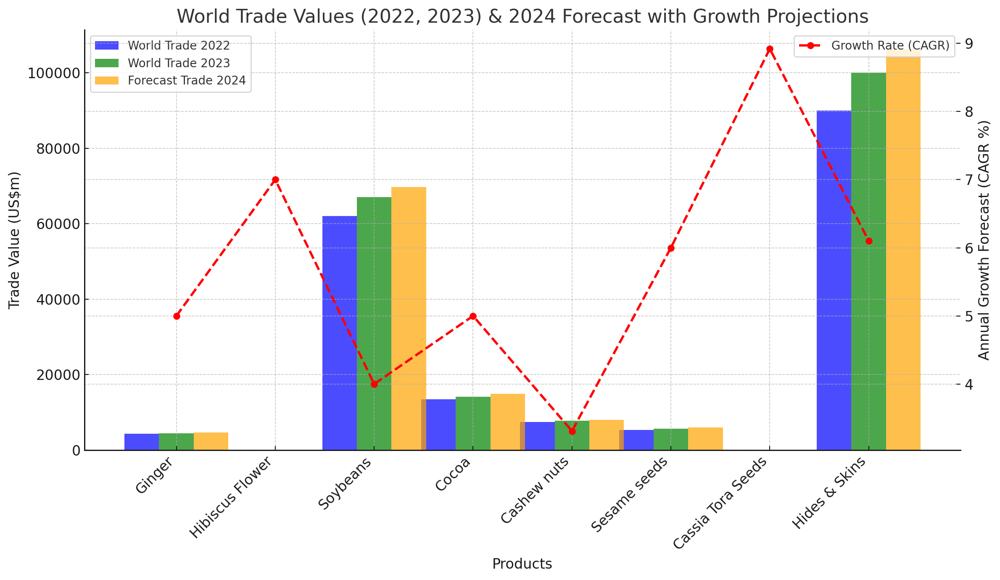 World Trade Values (2022, 2023) & 2024 Forecast with Growth Projections
World Trade 2022
World Trade 2023
Forecast Trade 2024
Growth Rate (CAGR)
Trade Value (US$m)
100000
80000
60000
40000
20000
0
9
8
7
6
5
4
Annual Growth Forecast (CAGR %)
Ginger
Hibiscus Flower
Soybeans
Cocoa
Cashew nuts
Sesame seeds
Cassia Tora Seeds
Hides & Skins
Products